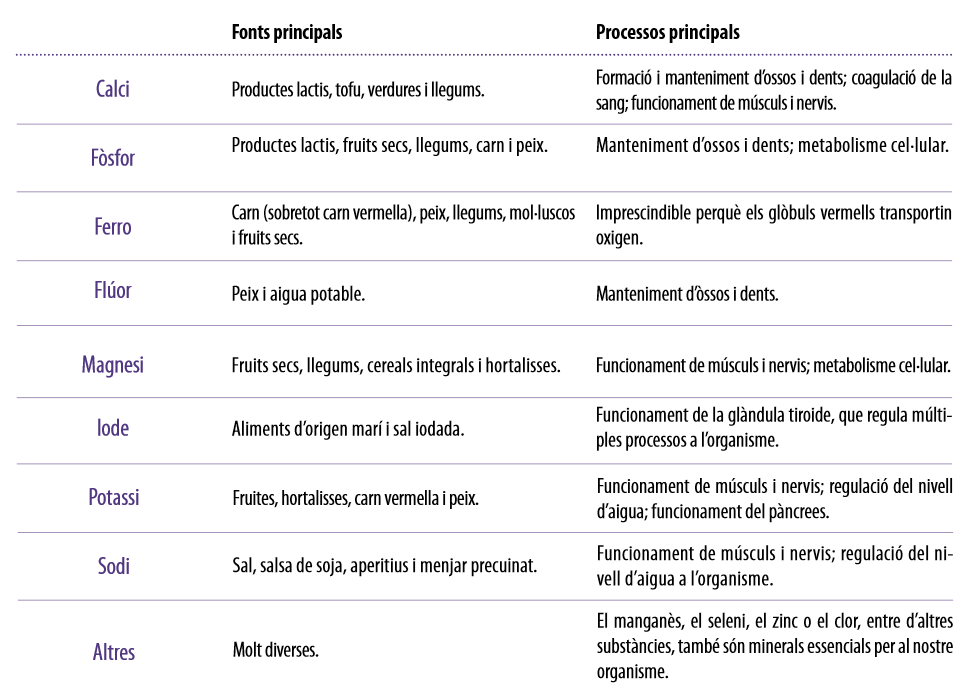 Fonts principals
Processos principals
Calci
Productes lactis, tofu, verdures i llegums.
Formació i manteniment d’ossos i dents; coagulació de la
sang; funcionament de músculs i nervis.
Fòsfor
Productes lactis, fruits secs, llegums, carn i peix.
Manteniment d’ossos i dents; metabolisme cel·lular.
Ferro
Carn (sobretot carn vermella), peix, llegums, mol·luscos
i fruits secs.
Imprescindible perquè els glòbuls vermells transportin
oxigen.
Flúor
Peix i aigua potable.
Manteniment d’òssos i dents.
Magnesi
Fruits secs, llegums, cereals integrals i hortalisses.
Funcionament de músculs i nervis; metabolisme cel·lular.
Iode
Aliments d’origen marí i sal iodada.
Funcionament de la glàndula tiroide, que regula múlti-
ples processos a l’organisme.
Potassi
Fruites, hortalisses, carn vermella i peix.
Funcionament de músculs i nervis; regulació del nivell
d’aigua; funcionament del pàncrees.
Sodi
Sal, salsa de soja, aperitius i menjar precuinat.
Funcionament de músculs i nervis; regulació del ni-
vell d’aigua a l’organisme.
Altres
Molt diverses.
El manganès, el seleni, el zinc o el clor, entre d’altres
substàncies, també són minerals essencials per al nostre
organisme.